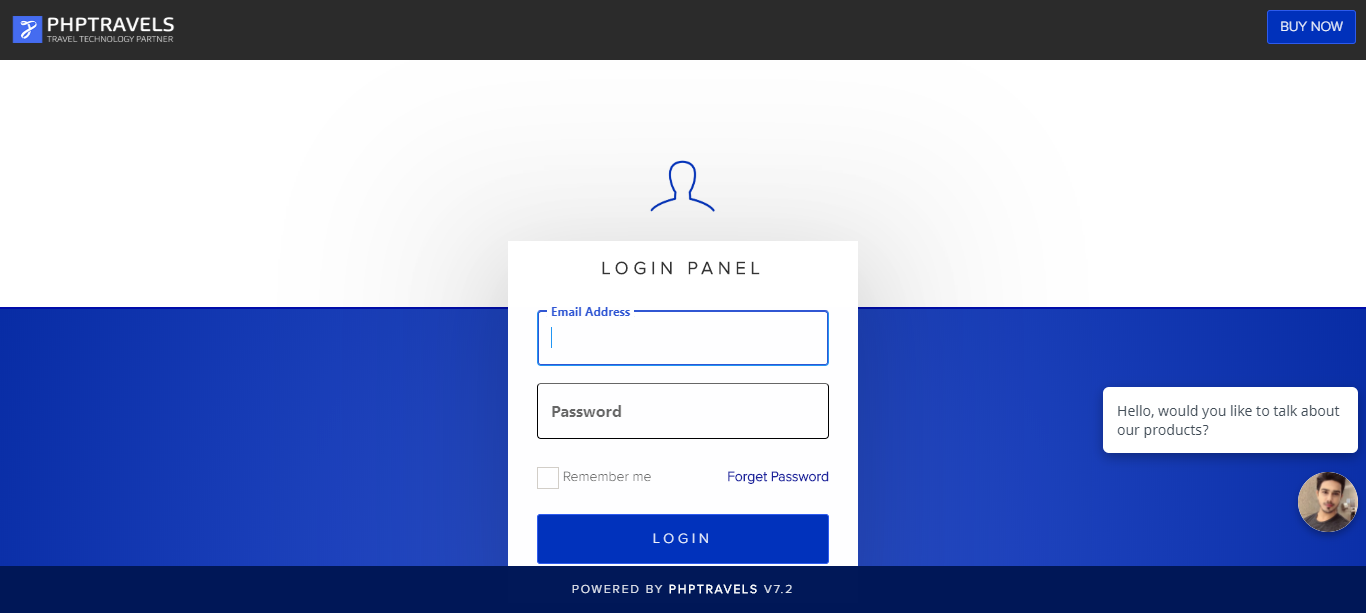 PHPTRAVELS
TRAVEL TECHNOLOGY PARTNER
BUY NOW
LOGIN PANEL
Email Address
Password
Remember me
Forget Password
LOGIN
Hello, would you like to talk about
our products?
POWERED BY PHPTRAVELS V7.2